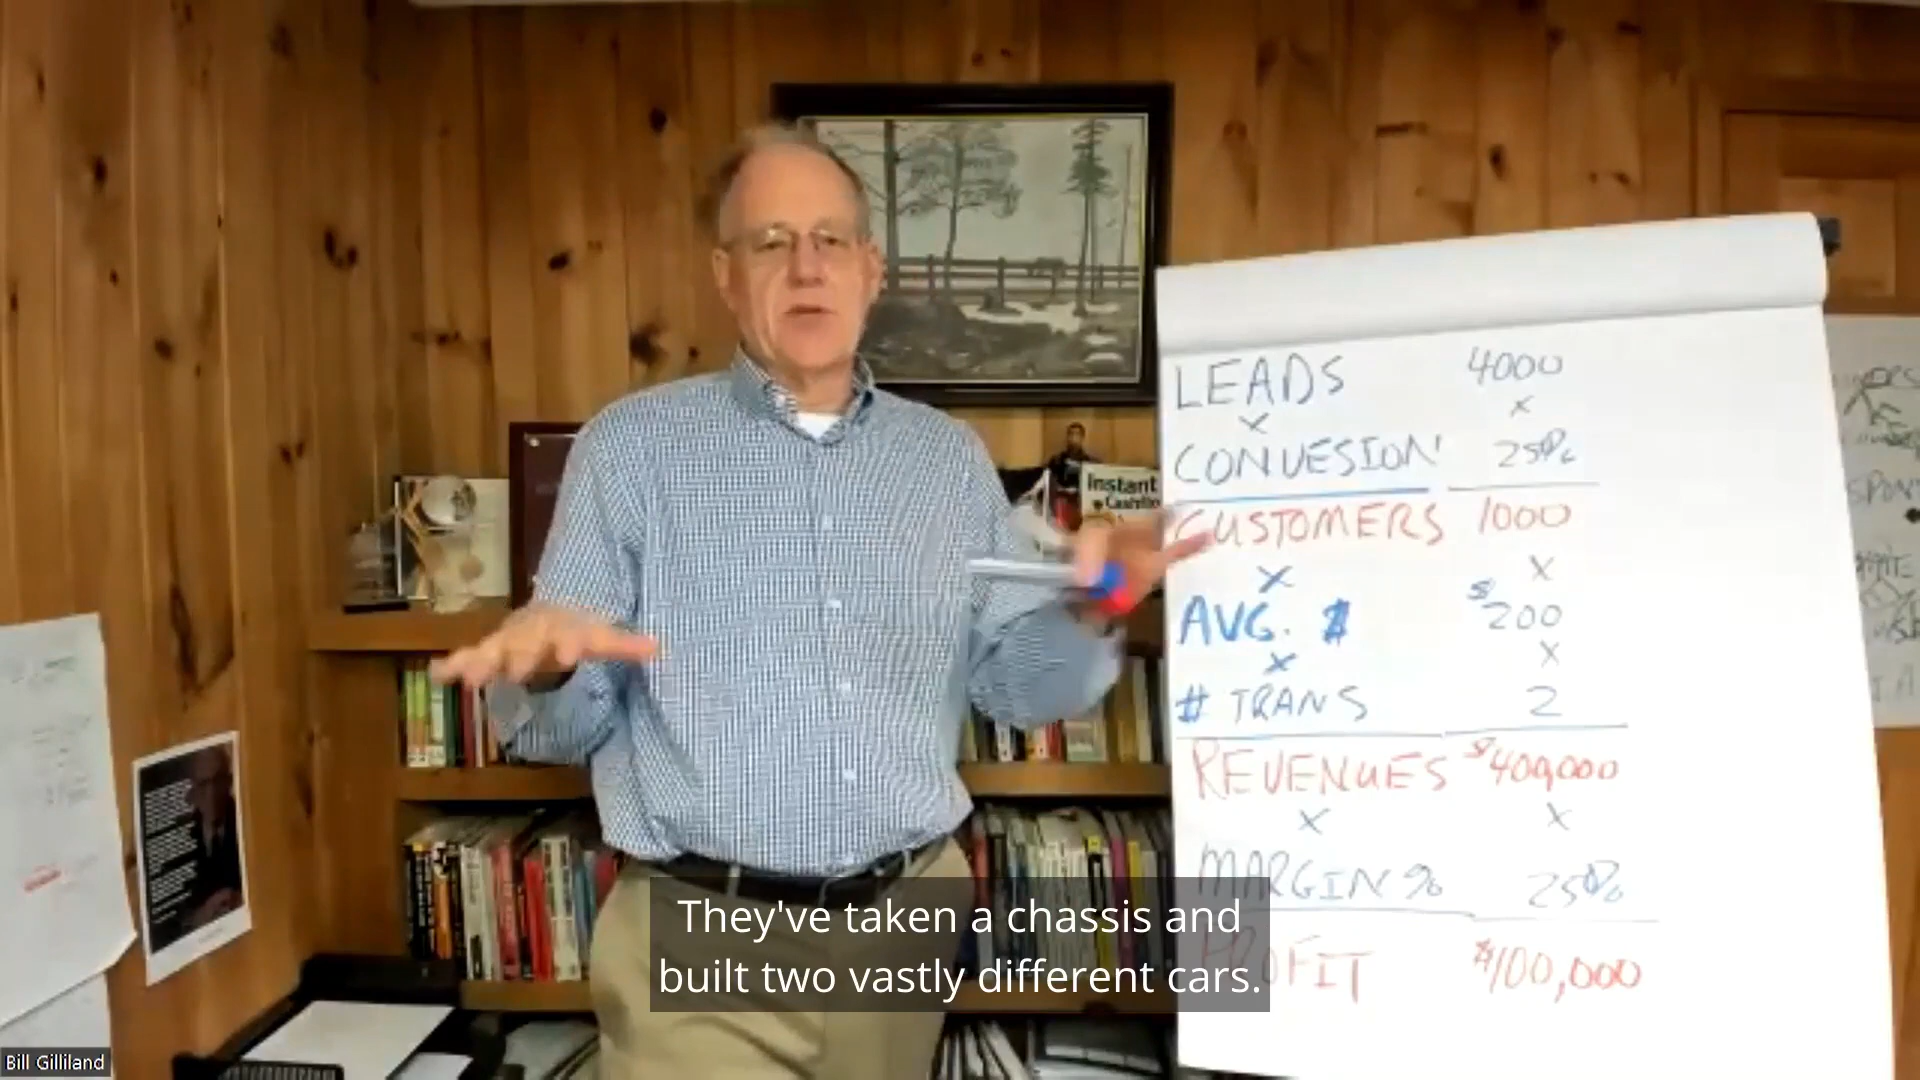 LEADS 4000
x x
CONVESION 25%
CUSTOMERS 1000
x x
AVG. $ $200
x x
# TRANS 2
REVENUES $400,000
x x
MARGIN % 25%
PROFIT $100,000
Instant
They've taken a chassis and
built two vastly different cars.
Bill Gilliland